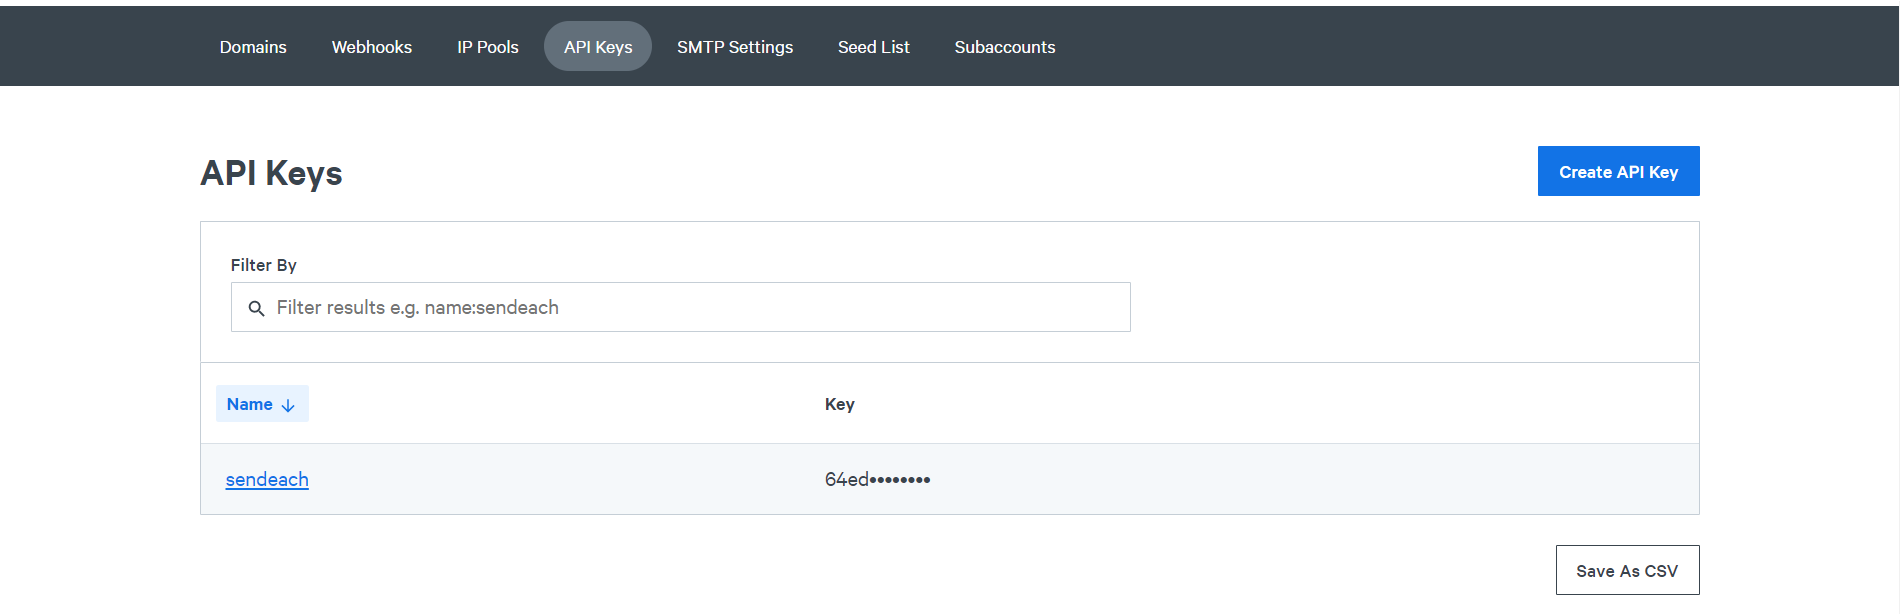 Domains Webhooks IP Pools API Keys SMTP Settings Seed List Subaccounts
API Keys
Create API Key
Filter By
Filter results e.g. name:sendeach
Name ↓ Key
sendeach 64ed••••••••
Save As CSV